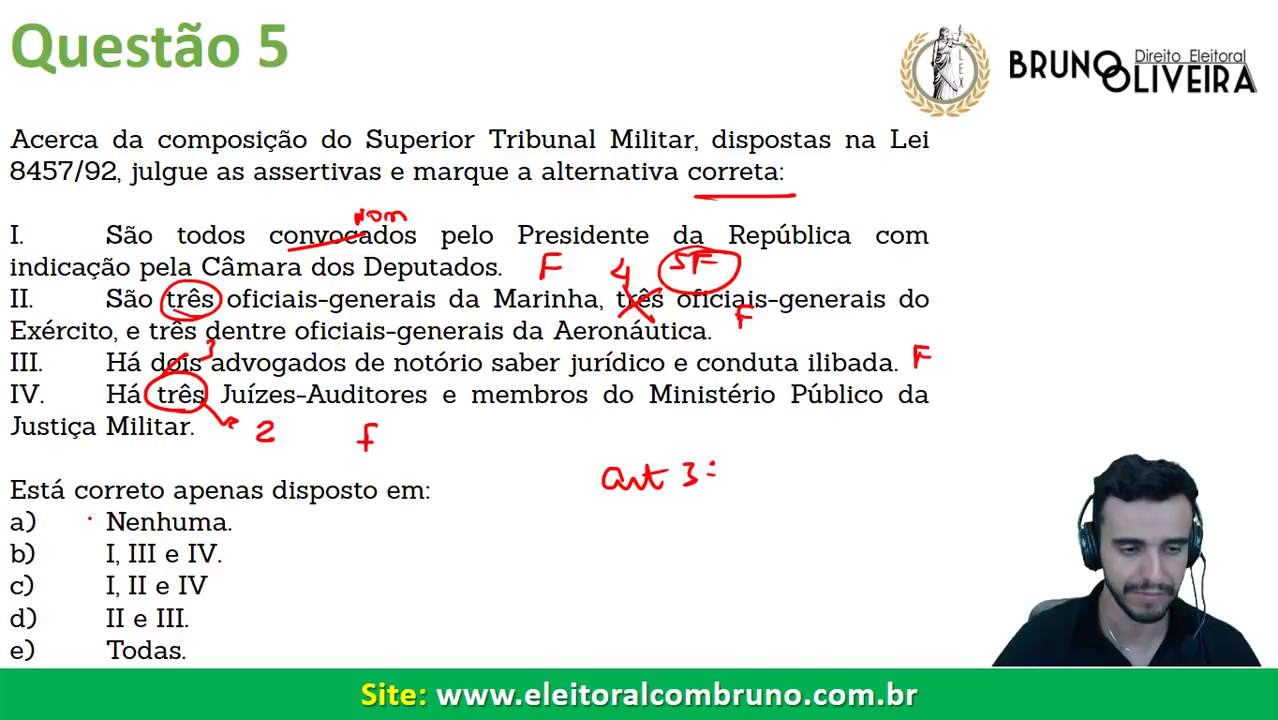 Questão 5
LEX
BRUNO OLIVEIRA
Direito Eleitoral
Acerca da composição do Superior Tribunal Militar, dispostas na Lei
8457/92, julgue as assertivas e marque a alternativa correta:
Nom
I. São todos convocados pelo Presidente da República com
indicação pela Câmara dos Deputados. F 4 SF
II. São três oficiais-generais da Marinha, três oficiais-generais do
Exército, e três dentre oficiais-generais da Aeronáutica. F
3
III. Há dois advogados de notório saber jurídico e conduta ilibada. F
IV. Há três Juízes-Auditores e membros do Ministério Público da
Justiça Militar. 2 f
art 3:
Está correto apenas disposto em:
a) Nenhuma.
b) I, III e IV.
c) I, II e IV
d) II e III.
e) Todas.
Site: www.eleitoralcombruno.com.br